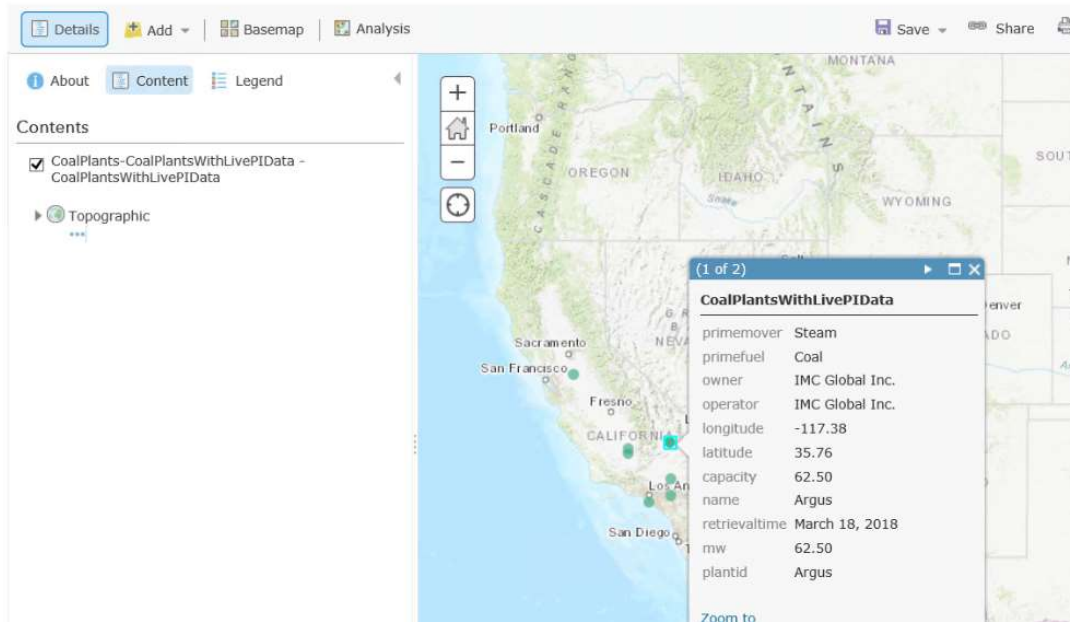 Details
Add
Basemap
Analysis
Save
Share
About
Content
Legend
Contents
CoalPlants-CoalPlantsWithLivePIData -
CoalPlantsWithLivePIData
Topographic
MONTANA
Portland
CASCADE RANGE
OREGON
IDAHO
Snake
WYOMING
Sacramento
San Francisco
Fresno
CALIFORNIA
San Diego
(1 of 2)
CoalPlantsWithLivePIData
primemover Steam
primefuel Coal
owner IMC Global Inc.
operator IMC Global Inc.
longitude -117.38
latitude 35.76
capacity 62.50
name Argus
retrievaltime March 18, 2018
mw 62.50
plantid Argus
Zoom to